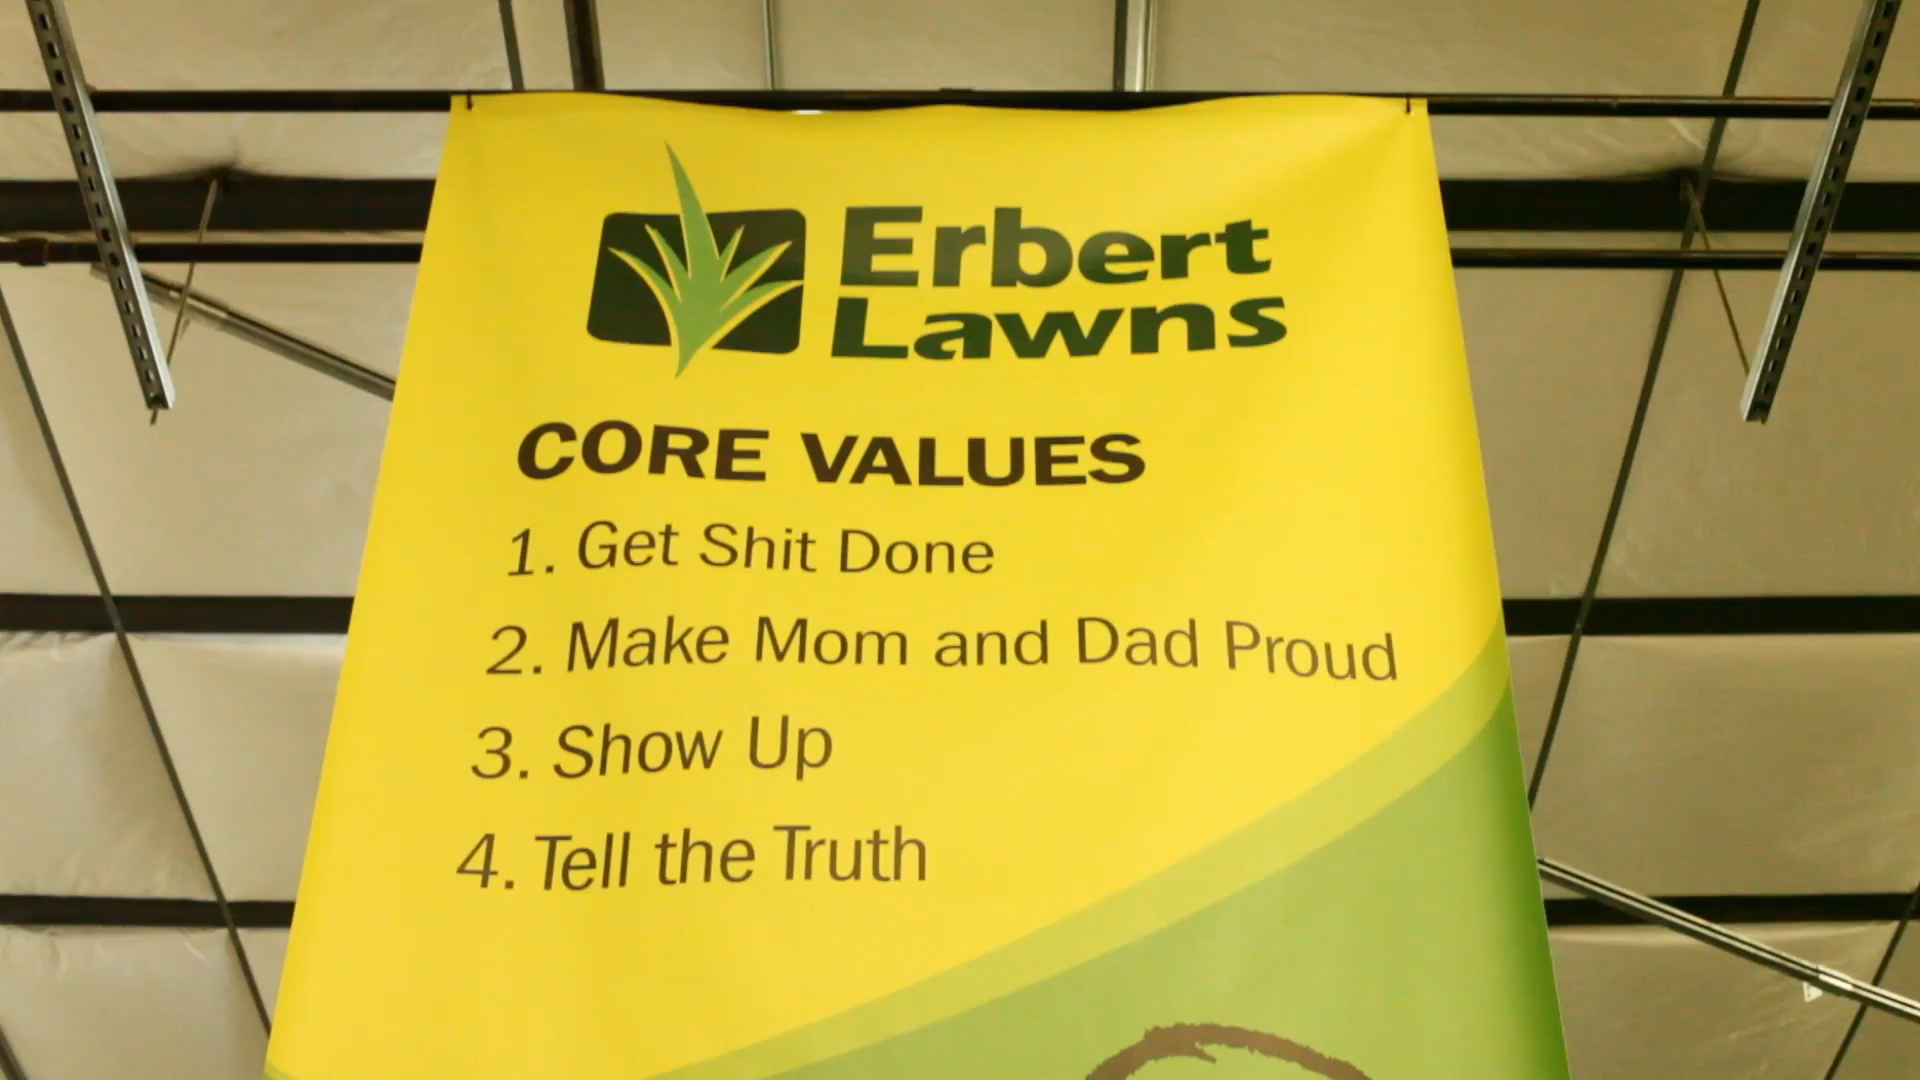 Erbert
Lawns
CORE VALUES
1. Get Shit Done
2. Make Mom and Dad Proud
3. Show Up
4. Tell the Truth